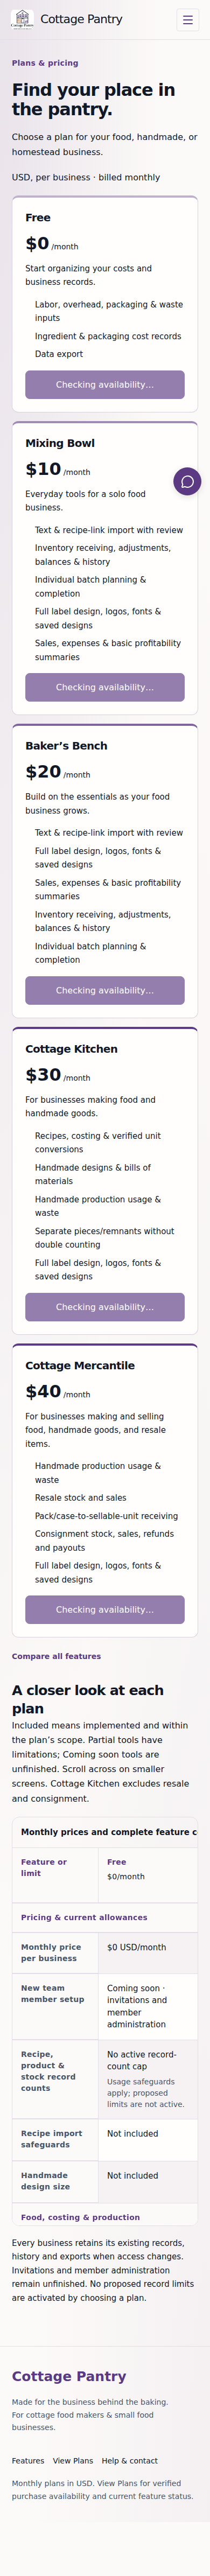 Cottage Pantry
Plans & pricing
Find your place in
the pantry.
Choose a plan for your food, handmade, or
homestead business.
USD, per business · billed monthly
Free
$0 /month
Start organizing your costs and
business records.
Labor, overhead, packaging & waste
inputs
Ingredient & packaging cost records
Data export
Checking availability…
Mixing Bowl
$10 /month
Everyday tools for a solo food
business.
Text & recipe-link import with review
Inventory receiving, adjustments,
balances & history
Individual batch planning &
completion
Full label design, logos, fonts &
saved designs
Sales, expenses & basic profitability
summaries
Checking availability…
Baker’s Bench
$20 /month
Build on the essentials as your food
business grows.
Text & recipe-link import with review
Full label design, logos, fonts &
saved designs
Sales, expenses & basic profitability
summaries
Inventory receiving, adjustments,
balances & history
Individual batch planning &
completion
Checking availability…
Cottage Kitchen
$30 /month
For businesses making food and
handmade goods.
Recipes, costing & verified unit
conversions
Handmade designs & bills of
materials
Handmade production usage &
waste
Separate pieces/remnants without
double counting
Full label design, logos, fonts &
saved designs
Checking availability…
Cottage Mercantile
$40 /month
For businesses making and selling
food, handmade goods, and resale
items.
Handmade production usage &
waste
Resale stock and sales
Pack/case-to-sellable-unit receiving
Consignment stock, sales, refunds
and payouts
Full label design, logos, fonts &
saved designs
Checking availability…
Compare all features
A closer look at each
plan
Included means implemented and within
the plan’s scope. Partial tools have
limitations; Coming soon tools are
unfinished. Scroll across on smaller
screens. Cottage Kitchen excludes resale
and consignment.
Monthly prices and complete feature c
Feature or
limit
Free
$0/month
Pricing & current allowances
Monthly price
per business
$0 USD/month
New team
member setup
Coming soon ·
invitations and
member
administration
Recipe,
product &
stock record
counts
No active record-
count cap
Usage safeguards
apply; proposed
limits are not active.
Recipe import
safeguards
Not included
Handmade
design size
Not included
Food, costing & production
Every business retains its existing records,
history and exports when access changes.
Invitations and member administration
remain unfinished. No proposed record limits
are activated by choosing a plan.
Cottage Pantry
Made for the business behind the baking.
For cottage food makers & small food
businesses.
Features View Plans Help & contact
Monthly plans in USD. View Plans for verified
purchase availability and current feature status.